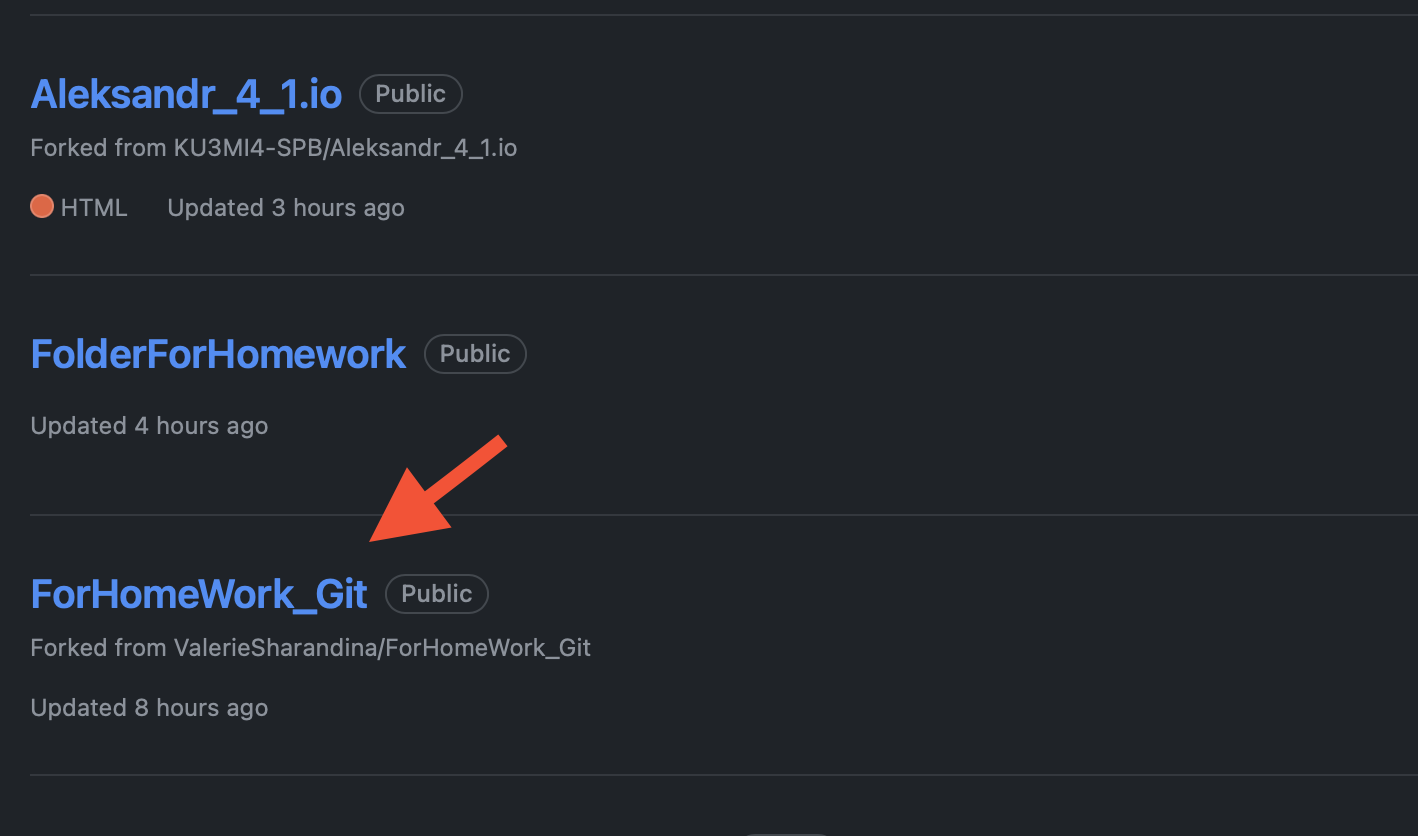 Aleksandr_4_1.io Public
Forked from KU3MI4-SPB/Aleksandr_4_1.io
HTML Updated 3 hours ago
FolderForHomework Public
Updated 4 hours ago
ForHomeWork_Git Public
Forked from ValerieSharandina/ForHomeWork_Git
Updated 8 hours ago